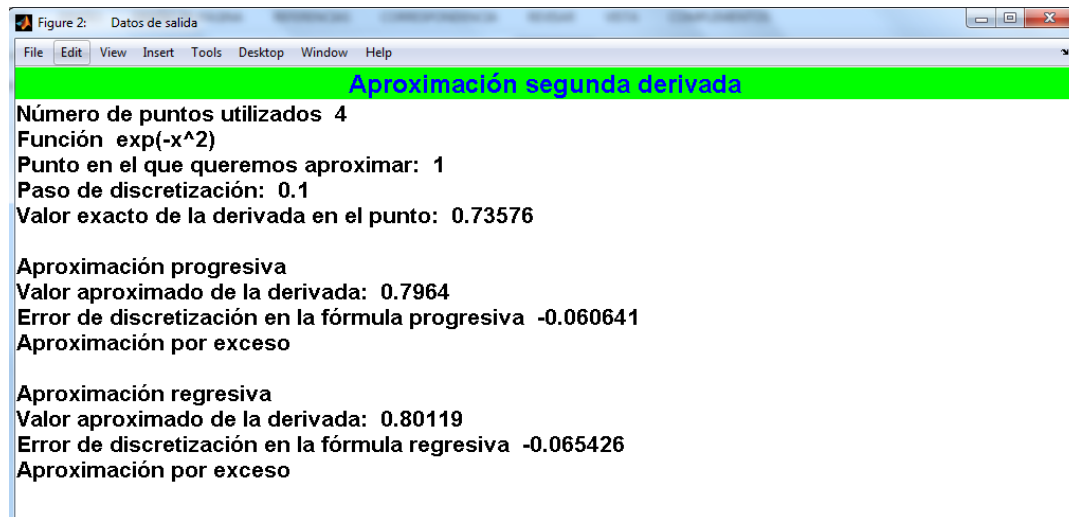 Figure 2: Datos de salida
File Edit View Insert Tools Desktop Window Help
Aproximación segunda derivada
Número de puntos utilizados 4
Función exp(-x^2)
Punto en el que queremos aproximar: 1
Paso de discretización: 0.1
Valor exacto de la derivada en el punto: 0.73576
Aproximación progresiva
Valor aproximado de la derivada: 0.7964
Error de discretización en la fórmula progresiva -0.060641
Aproximación por exceso
Aproximación regresiva
Valor aproximado de la derivada: 0.80119
Error de discretización en la fórmula regresiva -0.065426
Aproximación por exceso